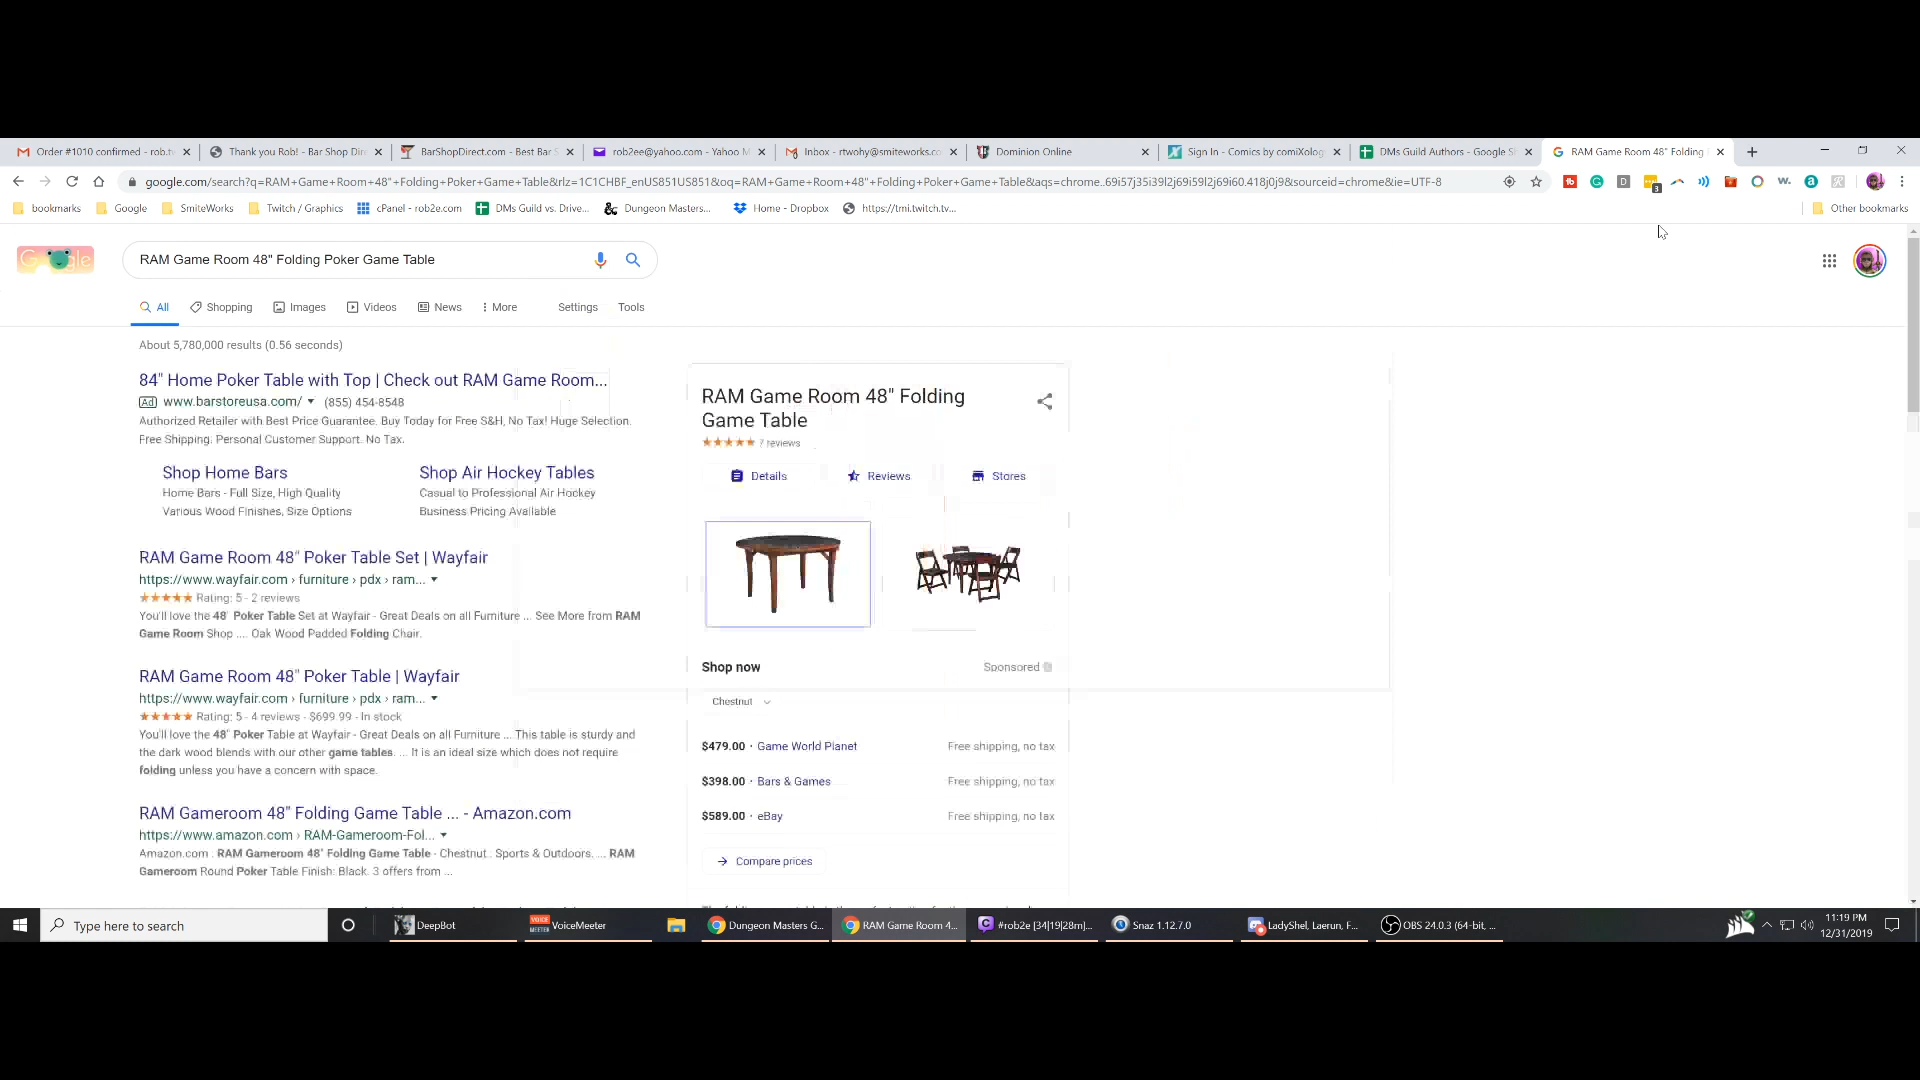 Order #1010 confirmed - rob.t
Thank you Rob! - Bar Shop Dir
BarShopDirect.com - Best Bar S
rob2ee@yahoo.com - Yahoo M
Inbox - rtwohy@smiteworks.co
Dominion Online
Sign In - Comics by comiXolog
DMs Guild Authors - Google Sh
RAM Game Room 48" Folding
google.com/search?q=RAM+Game+Room+48"+Folding+Poker+Game+Table&rlz=1C1CHBF_enUS851US851&oq=RAM+Game+Room+48"+Folding+Poker+Game+Table&aqs=chrome..69i57j35i39l2j69i59l2j69i60.418j0j9&sourceid=chrome&ie=UTF-8
bookmarks
Google
SmiteWorks
Twitch / Graphics
cPanel - rob2e.com
DMs Guild vs. Drive...
Dungeon Masters...
Home - Dropbox
https://tmi.twitch.tv...
Other bookmarks
RAM Game Room 48" Folding Poker Game Table
All
Shopping
Images
Videos
News
More
Settings
Tools
About 5,780,000 results (0.56 seconds)
84" Home Poker Table with Top | Check out RAM Game Room...
Ad www.barstoreusa.com/ (855) 454-8548
Authorized Retailer with Best Price Guarantee. Buy Today for Free S&H, No Tax! Huge Selection.
Free Shipping. Personal Customer Support. No Tax.
Shop Home Bars
Home Bars - Full Size, High Quality
Various Wood Finishes, Size Options
Shop Air Hockey Tables
Casual to Professional Air Hockey
Business Pricing Available
RAM Game Room 48" Poker Table Set | Wayfair
https://www.wayfair.com › furniture › pdx › ram...
Rating: 5 - 2 reviews
You'll love the 48" Poker Table Set at Wayfair - Great Deals on all Furniture ... See More from RAM
Game Room Shop .... Oak Wood Padded Folding Chair.
RAM Game Room 48" Poker Table | Wayfair
https://www.wayfair.com › furniture › pdx › ram...
Rating: 5 - 4 reviews - $699.99 - In stock
You'll love the 48" Poker Table at Wayfair - Great Deals on all Furniture ... This table is sturdy and
the dark wood blends with our other game tables. ... It is an ideal size which does not require
folding unless you have a concern with space.
RAM Gameroom 48" Folding Game Table ... - Amazon.com
https://www.amazon.com › RAM-Gameroom-Fol...
Amazon.com : RAM Gameroom 48" Folding Game Table - Chestnut : Sports & Outdoors. ... RAM
Gameroom Round Poker Table Finish: Black. 3 offers from ...
RAM Game Room 48" Folding
Game Table
7 reviews
Details
Reviews
Stores
Shop now
Sponsored
Chestnut
$479.00 · Game World Planet
Free shipping, no tax
$398.00 · Bars & Games
Free shipping, no tax
$589.00 · eBay
Free shipping, no tax
Compare prices
Type here to search
DeepBot
VOICE MEETER
VoiceMeeter
Dungeon Masters G...
RAM Game Room 4...
#rob2e [34|19|28m]...
Snaz 1.12.7.0
LadyShel, Laerun, F...
OBS 24.0.3 (64-bit, ...
11:19 PM
12/31/2019